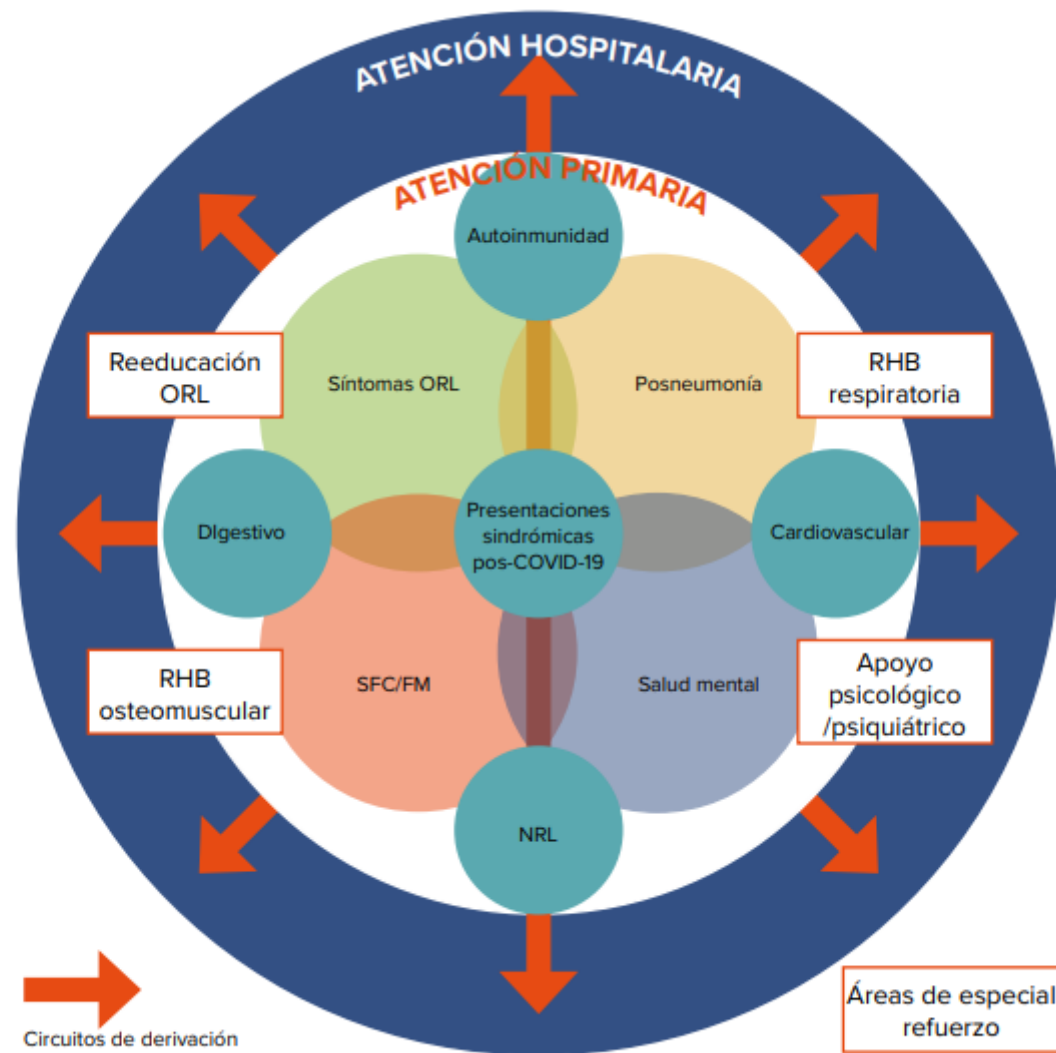 ATENCIÓN HOSPITALARIA
ATENCIÓN PRIMARIA
Autoinmunidad
Reeducación
ORL
Síntomas ORL
Posneumonía
RHB
respiratoria
DIgestivo
Presentaciones
sindrómicas
pos-COVID-19
Cardiovascular
RHB
osteomuscular
SFC/FM
Salud mental
Apoyo
psicológico
/psiquiátrico
NRL
Circuitos de derivación
Áreas de especial
refuerzo